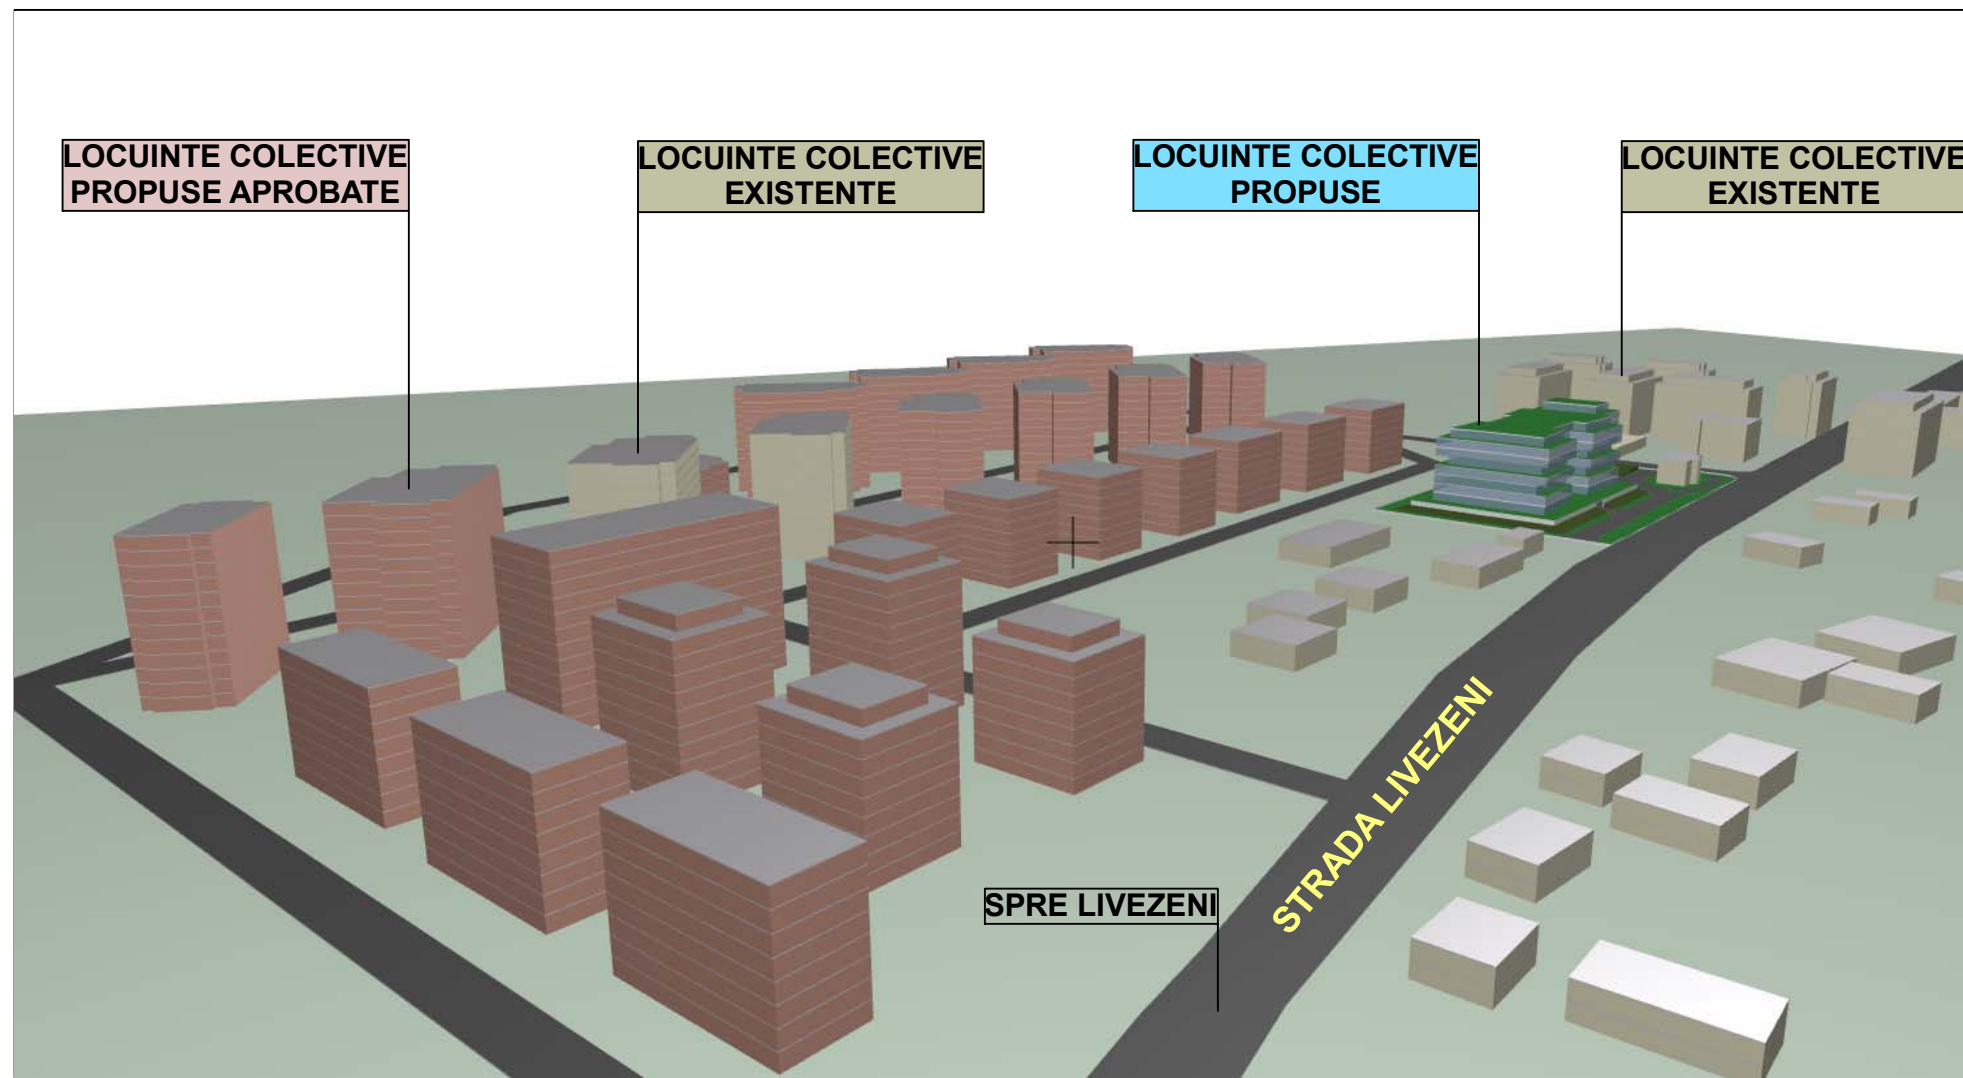 LOCUINTE COLECTIVE
PROPUSE APROBATE
LOCUINTE COLECTIVE
EXISTENTE
LOCUINTE COLECTIVE
PROPUSE
LOCUINTE COLECTIVE
EXISTENTE
STRADA LIVEZENI
SPRE LIVEZENI